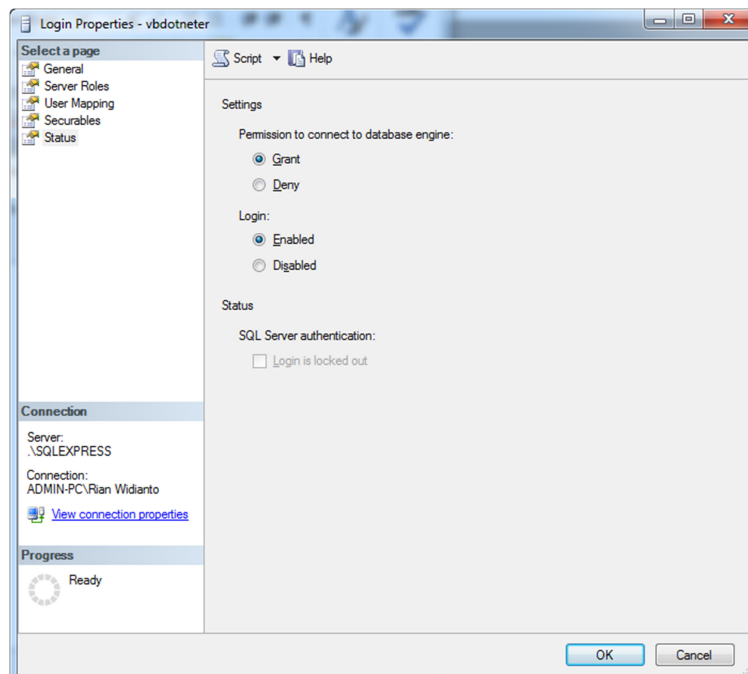 Login Properties - vbdotneter
Select a page
General
Server Roles
User Mapping
Securables
Status
Connection
Server:
.\SQLEXPRESS
Connection:
ADMIN-PC\Rian Widianto
View connection properties
Progress
Ready
Script
Help
Settings
Permission to connect to database engine:
Grant
Deny
Login:
Enabled
Disabled
Status
SQL Server authentication:
Login is locked out
OK
Cancel